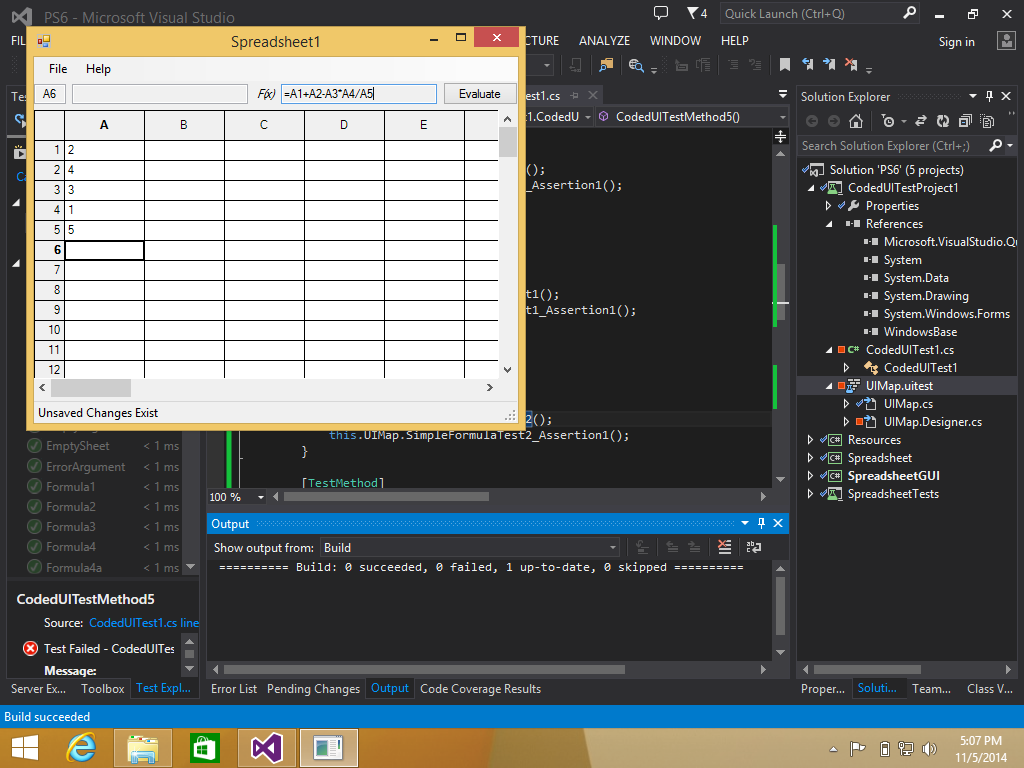 PS6 - Microsoft Visual Studio
4
Quick Launch (Ctrl+Q)
CTURE ANALYZE WINDOW HELP
Sign in
Spreadsheet1
File Help
A6
F(x) =A1+A2-A3*A4/A5
Evaluate
A B C D E
1 2
2 4
3 3
4 1
5 5
6
7
8
9
10
11
12
Unsaved Changes Exist
est1.cs
1.CodedU
CodedUITestMethod5()
();
_Assertion1();
t1();
t1_Assertion1();
2();
this.UIMap.SimpleFormulaTest2_Assertion1();
}
[TestMethod]
100 %
EmptySheet < 1 ms
ErrorArgument < 1 ms
Formula1 < 1 ms
Formula2 < 1 ms
Formula3 < 1 ms
Formula4 < 1 ms
Formula4a < 1 ms
CodedUITestMethod5
Source: CodedUITest1.cs line
Test Failed - CodedUITes
Message:
Server Ex... Toolbox Test Expl...
Output
Show output from: Build
========== Build: 0 succeeded, 0 failed, 1 up-to-date, 0 skipped ==========
Error List Pending Changes Output Code Coverage Results
Solution Explorer
Search Solution Explorer (Ctrl+;)
Solution 'PS6' (5 projects)
CodedUITestProject1
Properties
References
Microsoft.VisualStudio.Qu
System
System.Data
System.Drawing
System.Windows.Forms
WindowsBase
CodedUITest1.cs
CodedUITest1
UIMap.uitest
UIMap.cs
UIMap.Designer.cs
Resources
Spreadsheet
SpreadsheetGUI
SpreadsheetTests
Proper... Soluti... Team... Class V...
Build succeeded
5:07 PM
11/5/2014